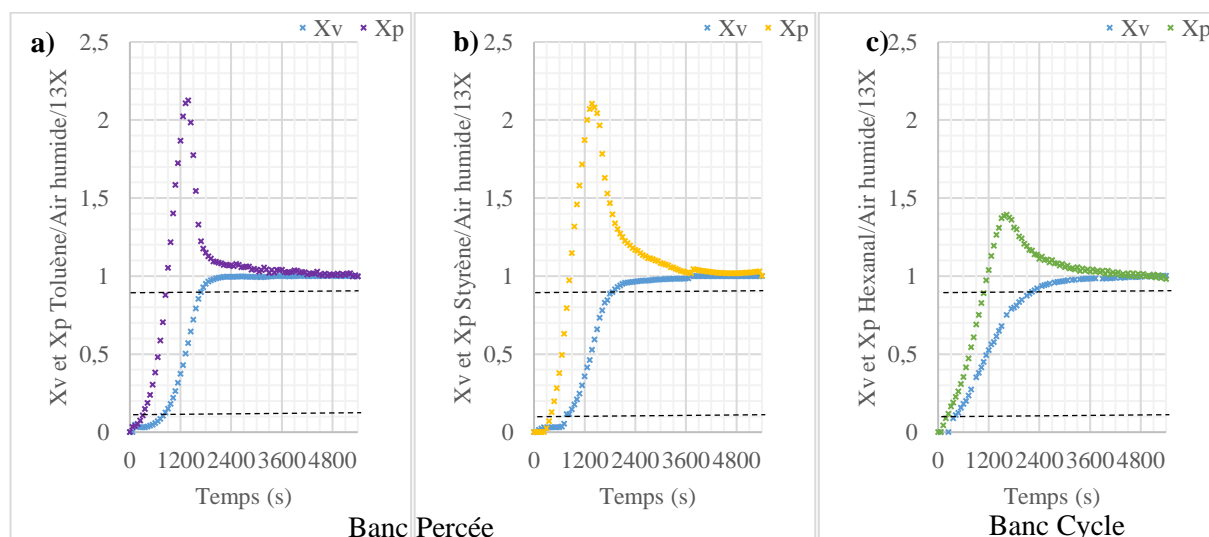 a)
Xv Xp
Xv et Xp Toluène/Air humide/13X
2,5
2
1,5
1
0,5
0
0 1200 2400 3600 4800
Temps (s)
b)
Xv Xp
Xv et Xp Styrène/Air humide/13X
2,5
2
1,5
1
0,5
0
0 1200 2400 3600 4800
Temps (s)
c)
Xv Xp
Xv et Xp Hexanal/Air humide/13X
2,5
2
1,5
1
0,5
0
0 1200 2400 3600 4800
Temps (s)
Banc Percée
Banc Cycle